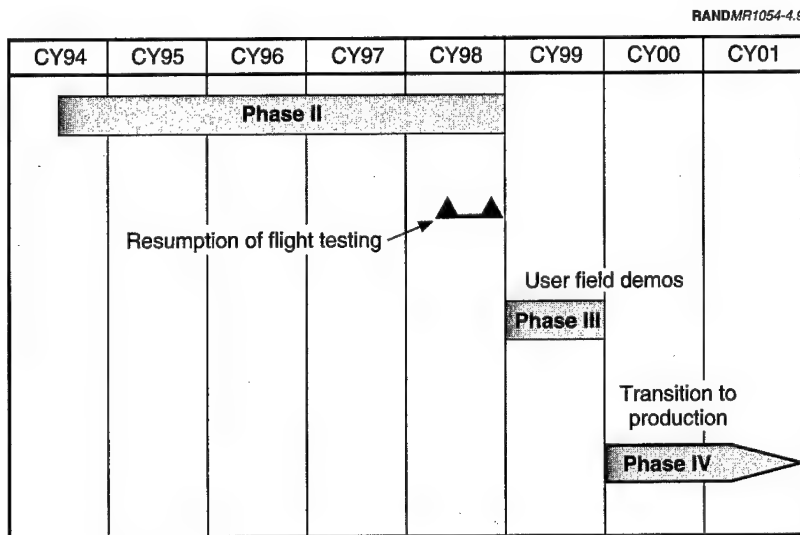 RANDMR1054-4.9
CY94 CY95 CY96 CY97 CY98 CY99 CY00 CY01
Phase II
Resumption of flight testing
User field demos
Phase III
Transition to
production
Phase IV